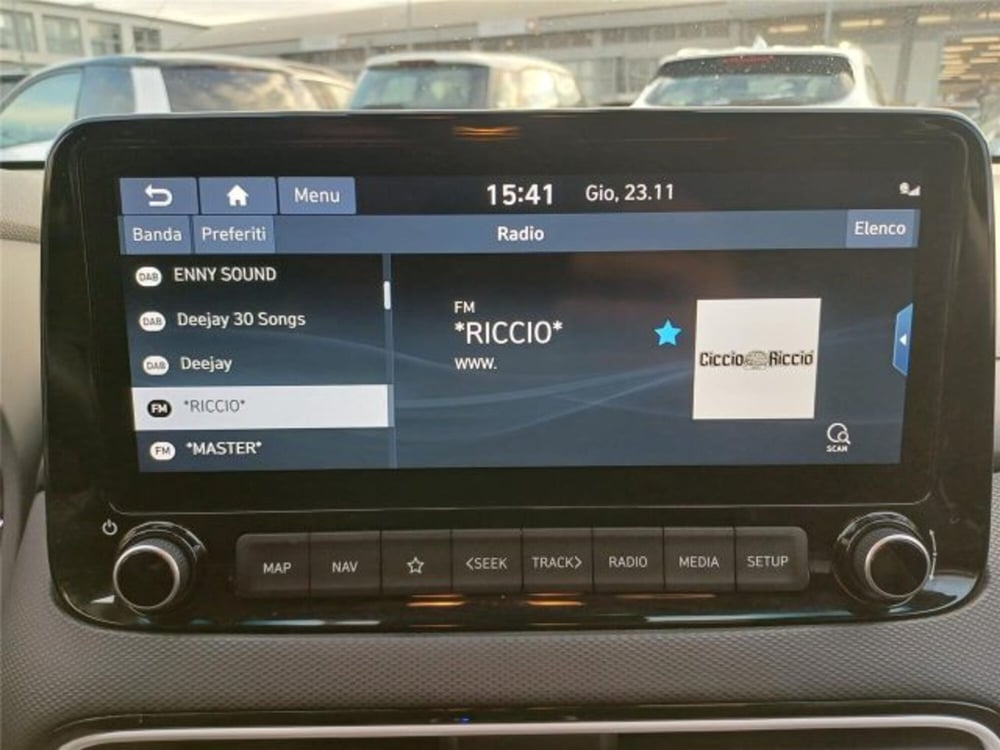 Menu 15:41 Gio, 23.11
Banda Preferiti Radio Elenco
DAB ENNY SOUND
DAB Deejay 30 Songs
DAB Deejay
FM *RICCIO*
FM *MASTER*
FM
*RICCIO*
www.
Ciccio Riccio
SCAN
MAP NAV <SEEK TRACK> RADIO MEDIA SETUP